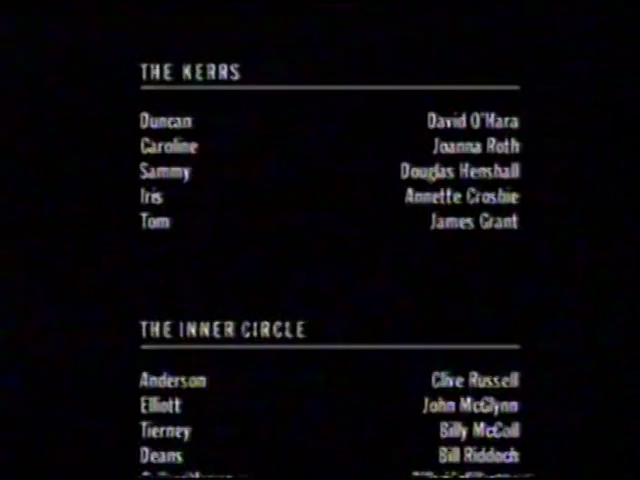 THE KERRS
Duncan David O'Hara
Caroline Joanna Roth
Sammy Douglas Henshall
Iris Annette Crosbie
Tom James Grant
THE INNER CIRCLE
Anderson Clive Russell
Elliott John McGlynn
Tierney Billy McColl
Deans Bill Riddoch